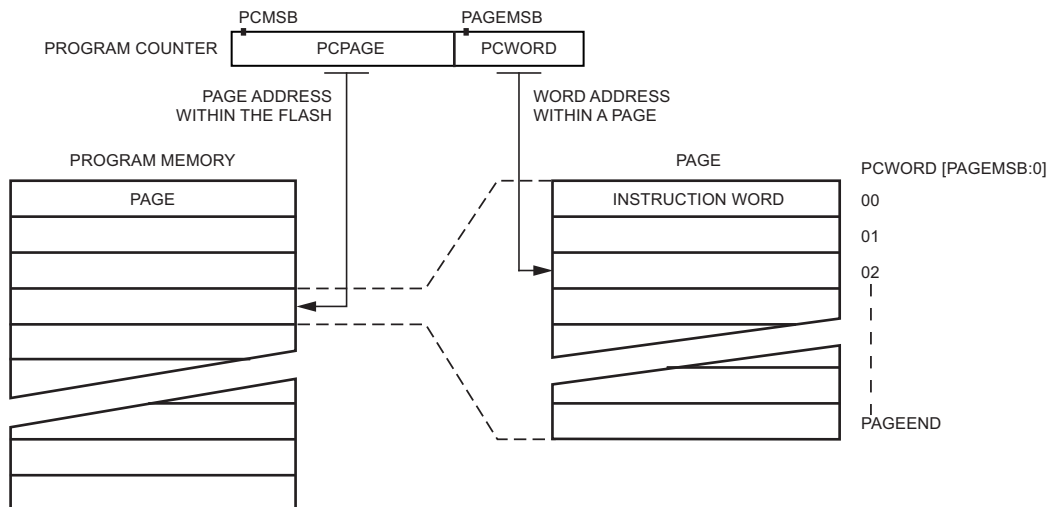 PCMSB
PAGEMSB
PROGRAM COUNTER
PCPAGE
PCWORD
PAGE ADDRESS
WITHIN THE FLASH
WORD ADDRESS
WITHIN A PAGE
PROGRAM MEMORY
PAGE
PCWORD [PAGEMSB:0]
PAGE
INSTRUCTION WORD
00
01
02
PAGEEND